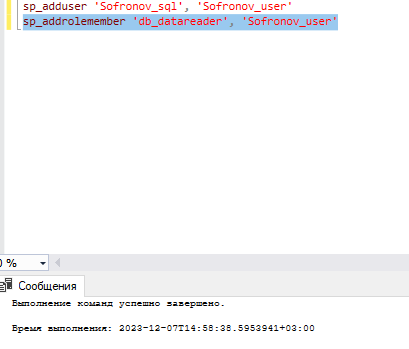 sp_adduser 'Sofronov_sql', 'Sofronov_user'
sp_addrolemember 'db_datareader', 'Sofronov_user'
0 %
Сообщения
Выполнение команд успешно завершено.
Время выполнения: 2023-12-07T14:58:38.5953941+03:00